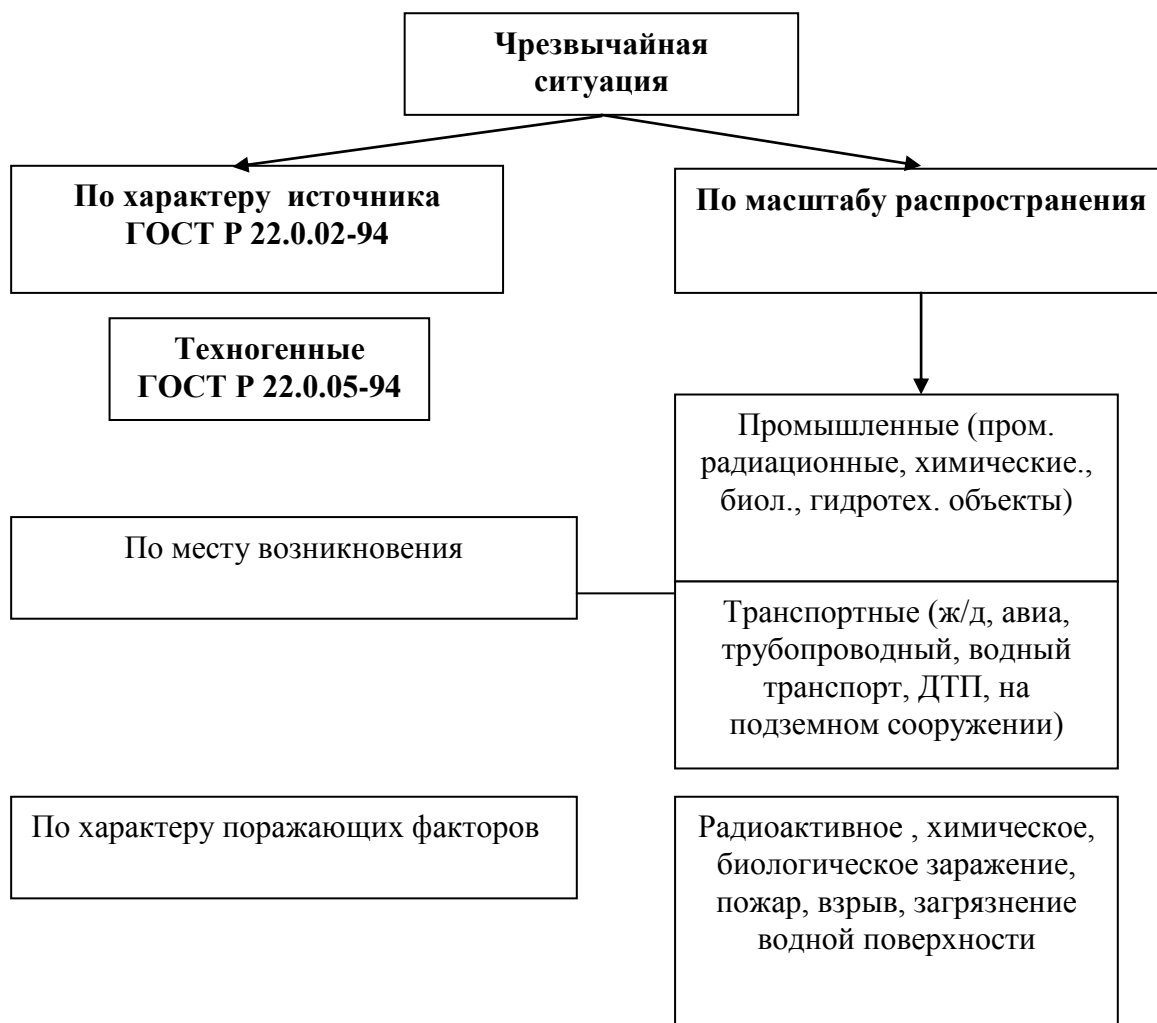 Чрезвычайная
ситуация
По характеру источника
ГОСТ Р 22.0.02-94
По масштабу распространения
Техногенные
ГОСТ Р 22.0.05-94
Промышленные (пром.
радиационные, химические.,
биол., гидротех. объекты)
По месту возникновения
Транспортные (ж/д, авиа,
трубопроводный, водный
транспорт, ДТП, на
подземном сооружении)
По характеру поражающих факторов
Радиоактивное , химическое,
биологическое заражение,
пожар, взрыв, загрязнение
водной поверхности